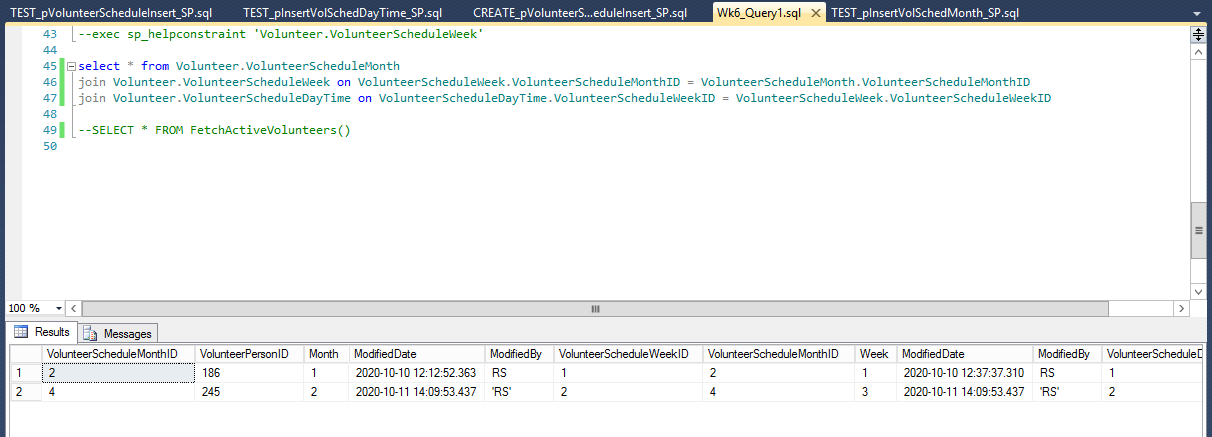 TEST_pVolunteerScheduleInsert_SP.sql TEST_pInsertVolSchedDayTime_SP.sql CREATE_pVolunteerS...eduleInsert_SP.sql Wk6_Query1.sql TEST_pInsertVolSchedMonth_SP.sql
43 --exec sp_helpconstraint 'Volunteer.VolunteerScheduleWeek'
44
45 select * from Volunteer.VolunteerScheduleMonth
46 join Volunteer.VolunteerScheduleWeek on VolunteerScheduleWeek.VolunteerScheduleMonthID = VolunteerScheduleMonth.VolunteerScheduleMonthID
47 join Volunteer.VolunteerScheduleDayTime on VolunteerScheduleDayTime.VolunteerScheduleWeekID = VolunteerScheduleWeek.VolunteerScheduleWeekID
48
49 --SELECT * FROM FetchActiveVolunteers()
50
100 %
Results Messages
VolunteerScheduleMonthID VolunteerPersonID Month ModifiedDate ModifiedBy VolunteerScheduleWeekID VolunteerScheduleMonthID Week ModifiedDate ModifiedBy VolunteerScheduleD
1 2 186 1 2020-10-10 12:12:52.363 RS 1 2 1 2020-10-10 12:37:37.310 RS 1
2 4 245 2 2020-10-11 14:09:53.437 'RS' 2 4 3 2020-10-11 14:09:53.437 'RS' 2